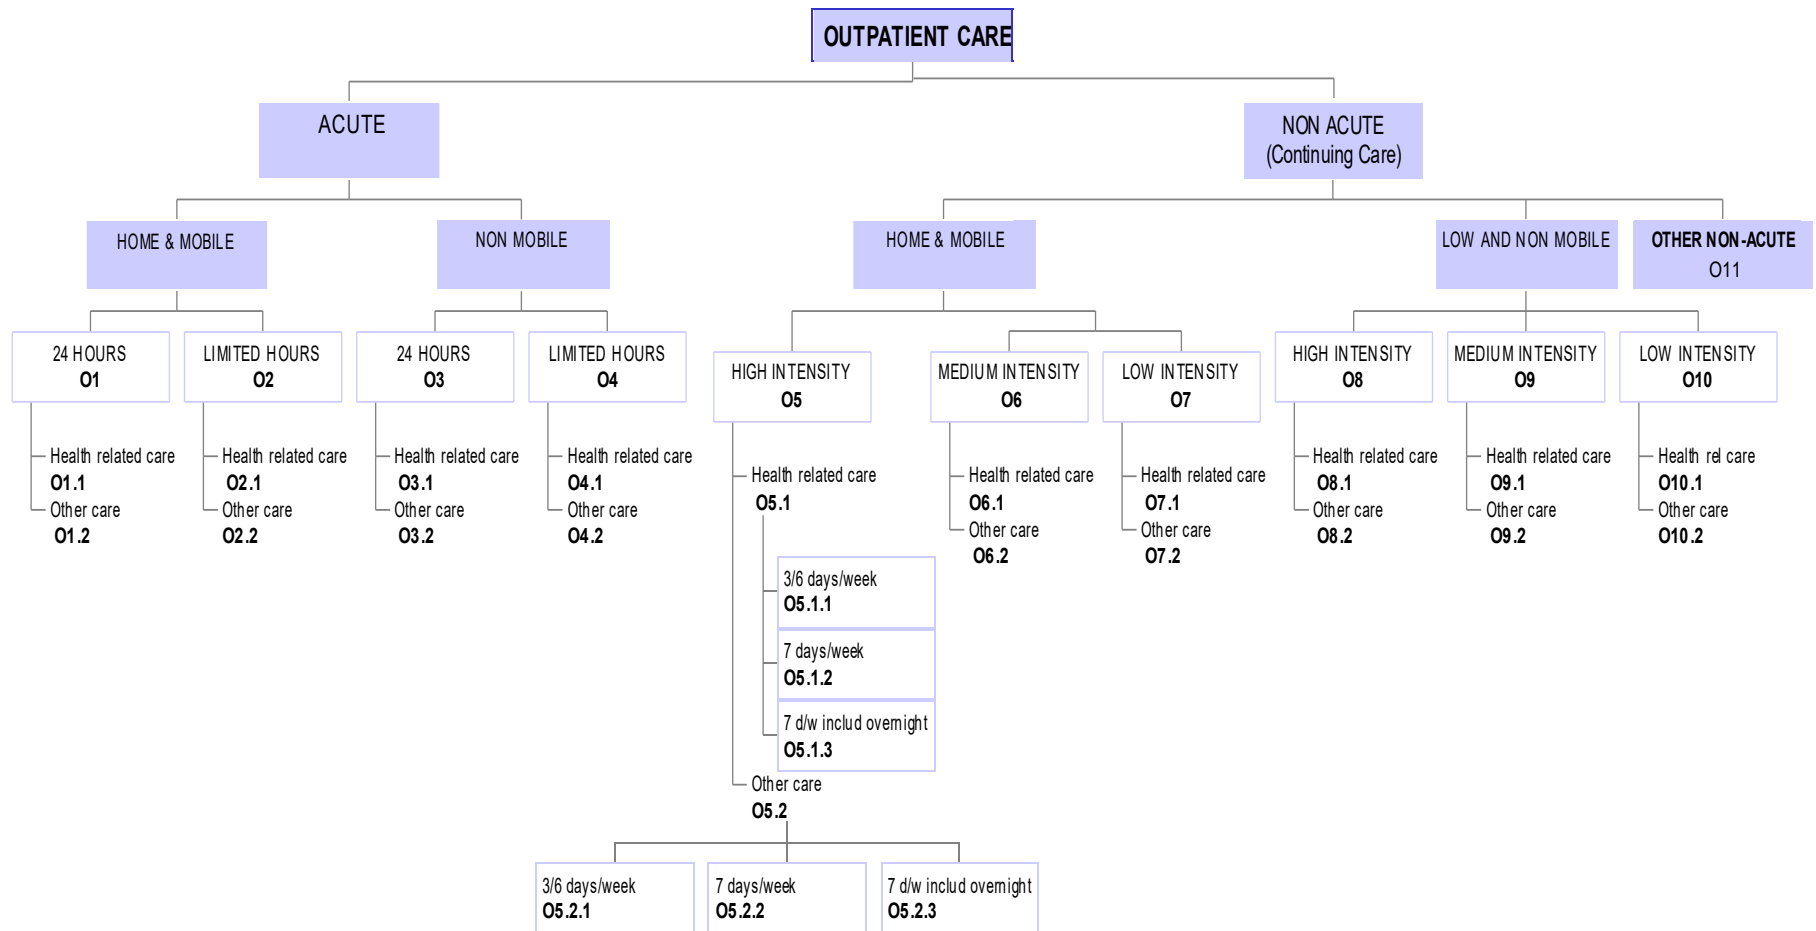 OUTPATIENT CARE
ACUTE
NON ACUTE
(Continuing Care)
HOME & MOBILE
NON MOBILE
HOME & MOBILE
LOW AND NON MOBILE
OTHER NON-ACUTE
O11
24 HOURS
O1
LIMITED HOURS
O2
24 HOURS
O3
LIMITED HOURS
O4
HIGH INTENSITY
O5
MEDIUM INTENSITY
O6
LOW INTENSITY
O7
HIGH INTENSITY
O8
MEDIUM INTENSITY
O9
LOW INTENSITY
O10
Health related care
O1.1
Other care
O1.2
Health related care
O2.1
Other care
O2.2
Health related care
O3.1
Other care
O3.2
Health related care
O4.1
Other care
O4.2
Health related care
O5.1
3/6 days/week
O5.1.1
7 days/week
O5.1.2
7 d/w includ overnight
O5.1.3
Other care
O5.2
3/6 days/week
O5.2.1
7 days/week
O5.2.2
7 d/w includ overnight
O5.2.3
Health related care
O6.1
Other care
O6.2
Health related care
O7.1
Other care
O7.2
Health related care
O8.1
Other care
O8.2
Health related care
O9.1
Other care
O9.2
Health rel care
O10.1
Other care
O10.2